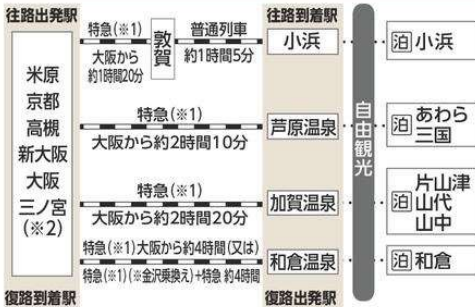 往路出発駅
特急(※1)
敦賀
普通列車
往路到着駅
大阪から
約1時間20分
約1時間5分
小浜
泊 小浜
米原
京都
高槻
新大阪
大阪
三ノ宮
(※2)
特急(※1)
大阪から約2時間10分
芦原温泉
自由観光
泊 あわら
三国
特急(※1)
大阪から約2時間20分
加賀温泉
泊 片山津
山代
山中
特急(※1)大阪から約4時間(又は)
特急(※1)(※金沢乗換え)+特急 約4時間
和倉温泉
泊 和倉
復路到着駅
復路出発駅